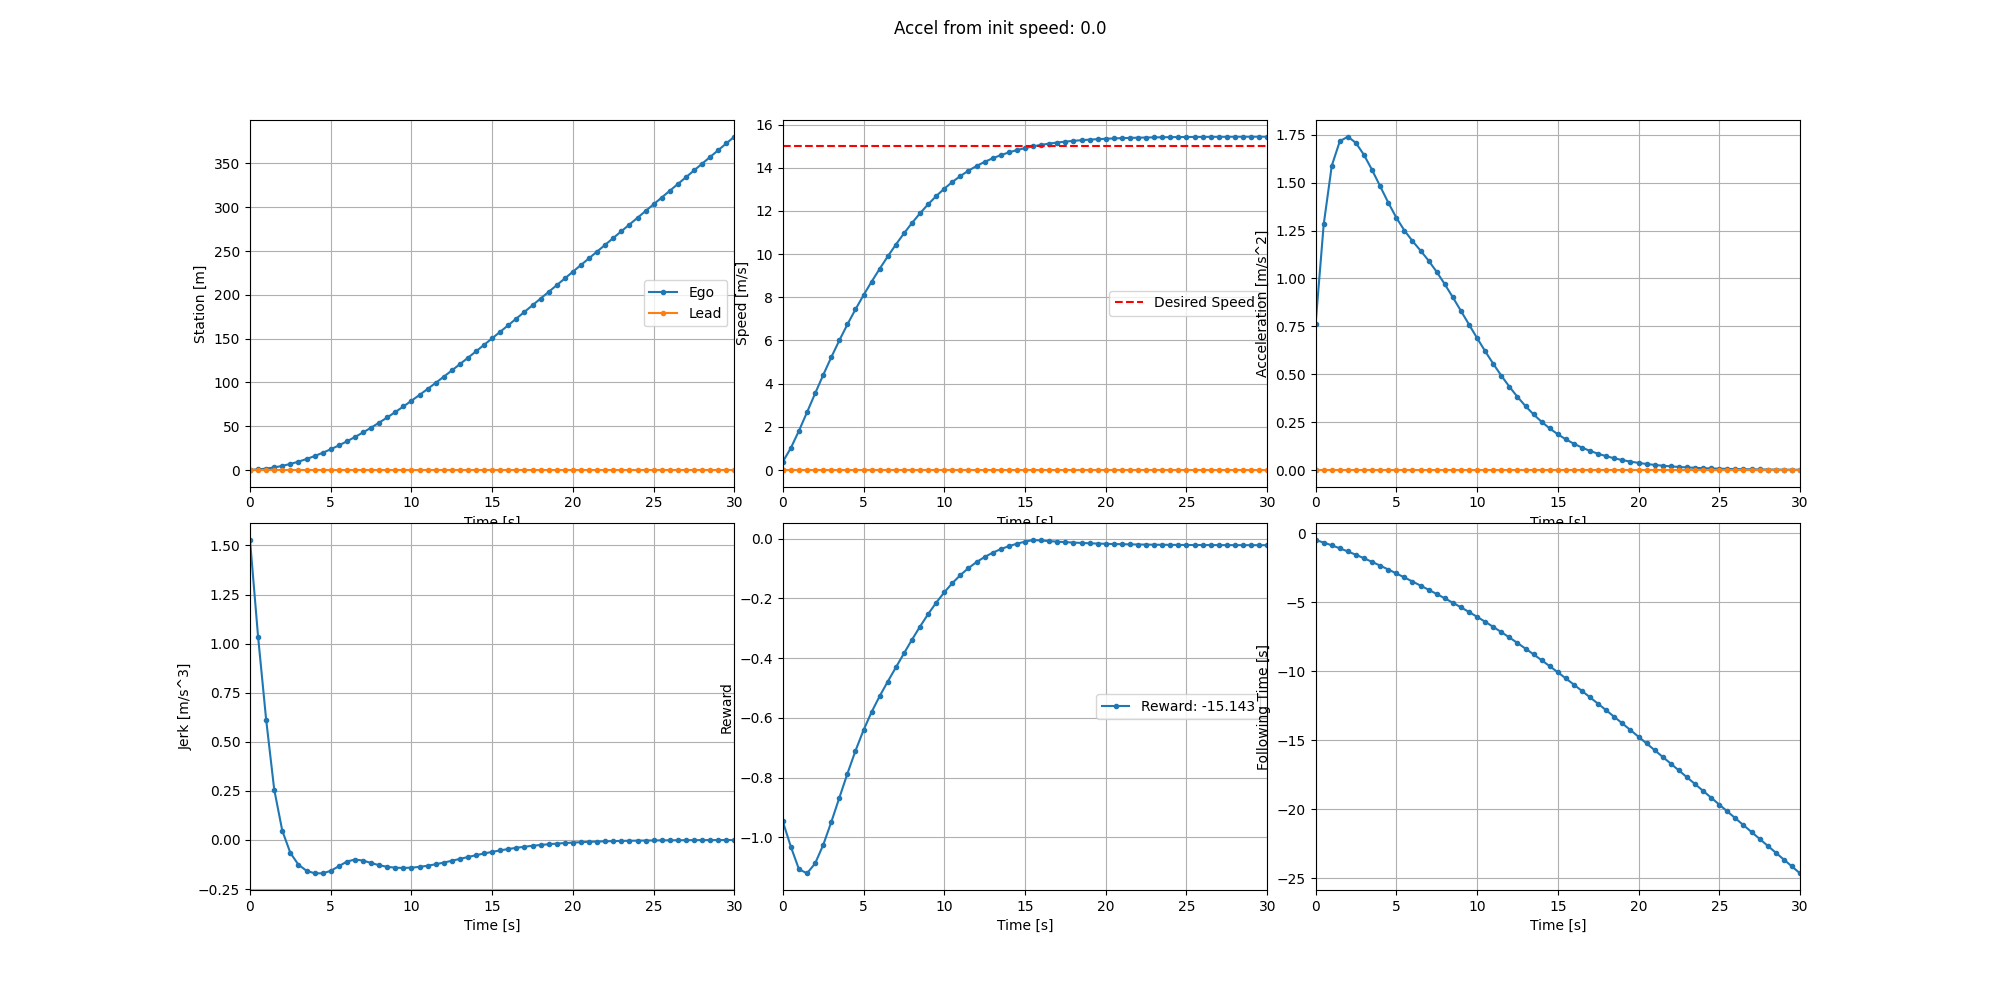 Accel from init speed: 0.0
Station [m]
350
300
250
200
150
100
50
0
0 5 10 15 20 25 30
Time [s]
Ego
Lead
Speed [m/s]
16
14
12
10
8
6
4
2
0
0 5 10 15 20 25 30
Time [s]
Desired Speed
Acceleration [m/s^2]
1.75
1.50
1.25
1.00
0.75
0.50
0.25
0.00
0 5 10 15 20 25 30
Time [s]
Jerk [m/s^3]
1.50
1.25
1.00
0.75
0.50
0.25
0.00
−0.25
0 5 10 15 20 25 30
Time [s]
Reward
0.0
−0.2
−0.4
−0.6
−0.8
−1.0
0 5 10 15 20 25 30
Time [s]
Reward: -15.143
Following Time [s]
0
−5
−10
−15
−20
−25
0 5 10 15 20 25 30
Time [s]